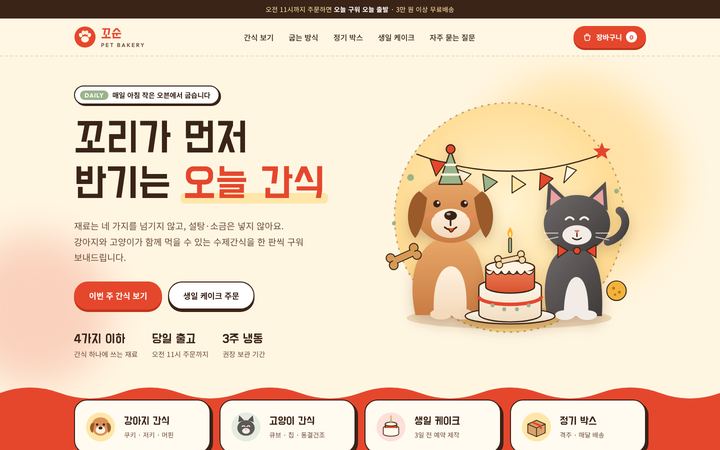 오전 11시까지 주문하면 오늘 구워 오늘 출발 · 3만 원 이상 무료배송
꼬순
PET BAKERY
간식 보기
굽는 방식
정기 박스
생일 케이크
자주 묻는 질문
장바구니 0
DAILY 매일 아침 작은 오븐에서 굽습니다
꼬리가 먼저
반기는 오늘 간식
재료는 네 가지를 넘기지 않고, 설탕·소금은 넣지 않아요.
강아지와 고양이가 함께 먹을 수 있는 수제간식을 한 판씩 구워
보내드립니다.
이번 주 간식 보기
생일 케이크 주문
4가지 이하
간식 하나에 쓰는 재료
당일 출고
오전 11시 주문까지
3주 냉동
권장 보관 기간
강아지 간식
쿠키 · 저키 · 머핀
고양이 간식
큐브 · 칩 · 동결건조
생일 케이크
3일 전 예약 제작
정기 박스
격주 · 매달 배송